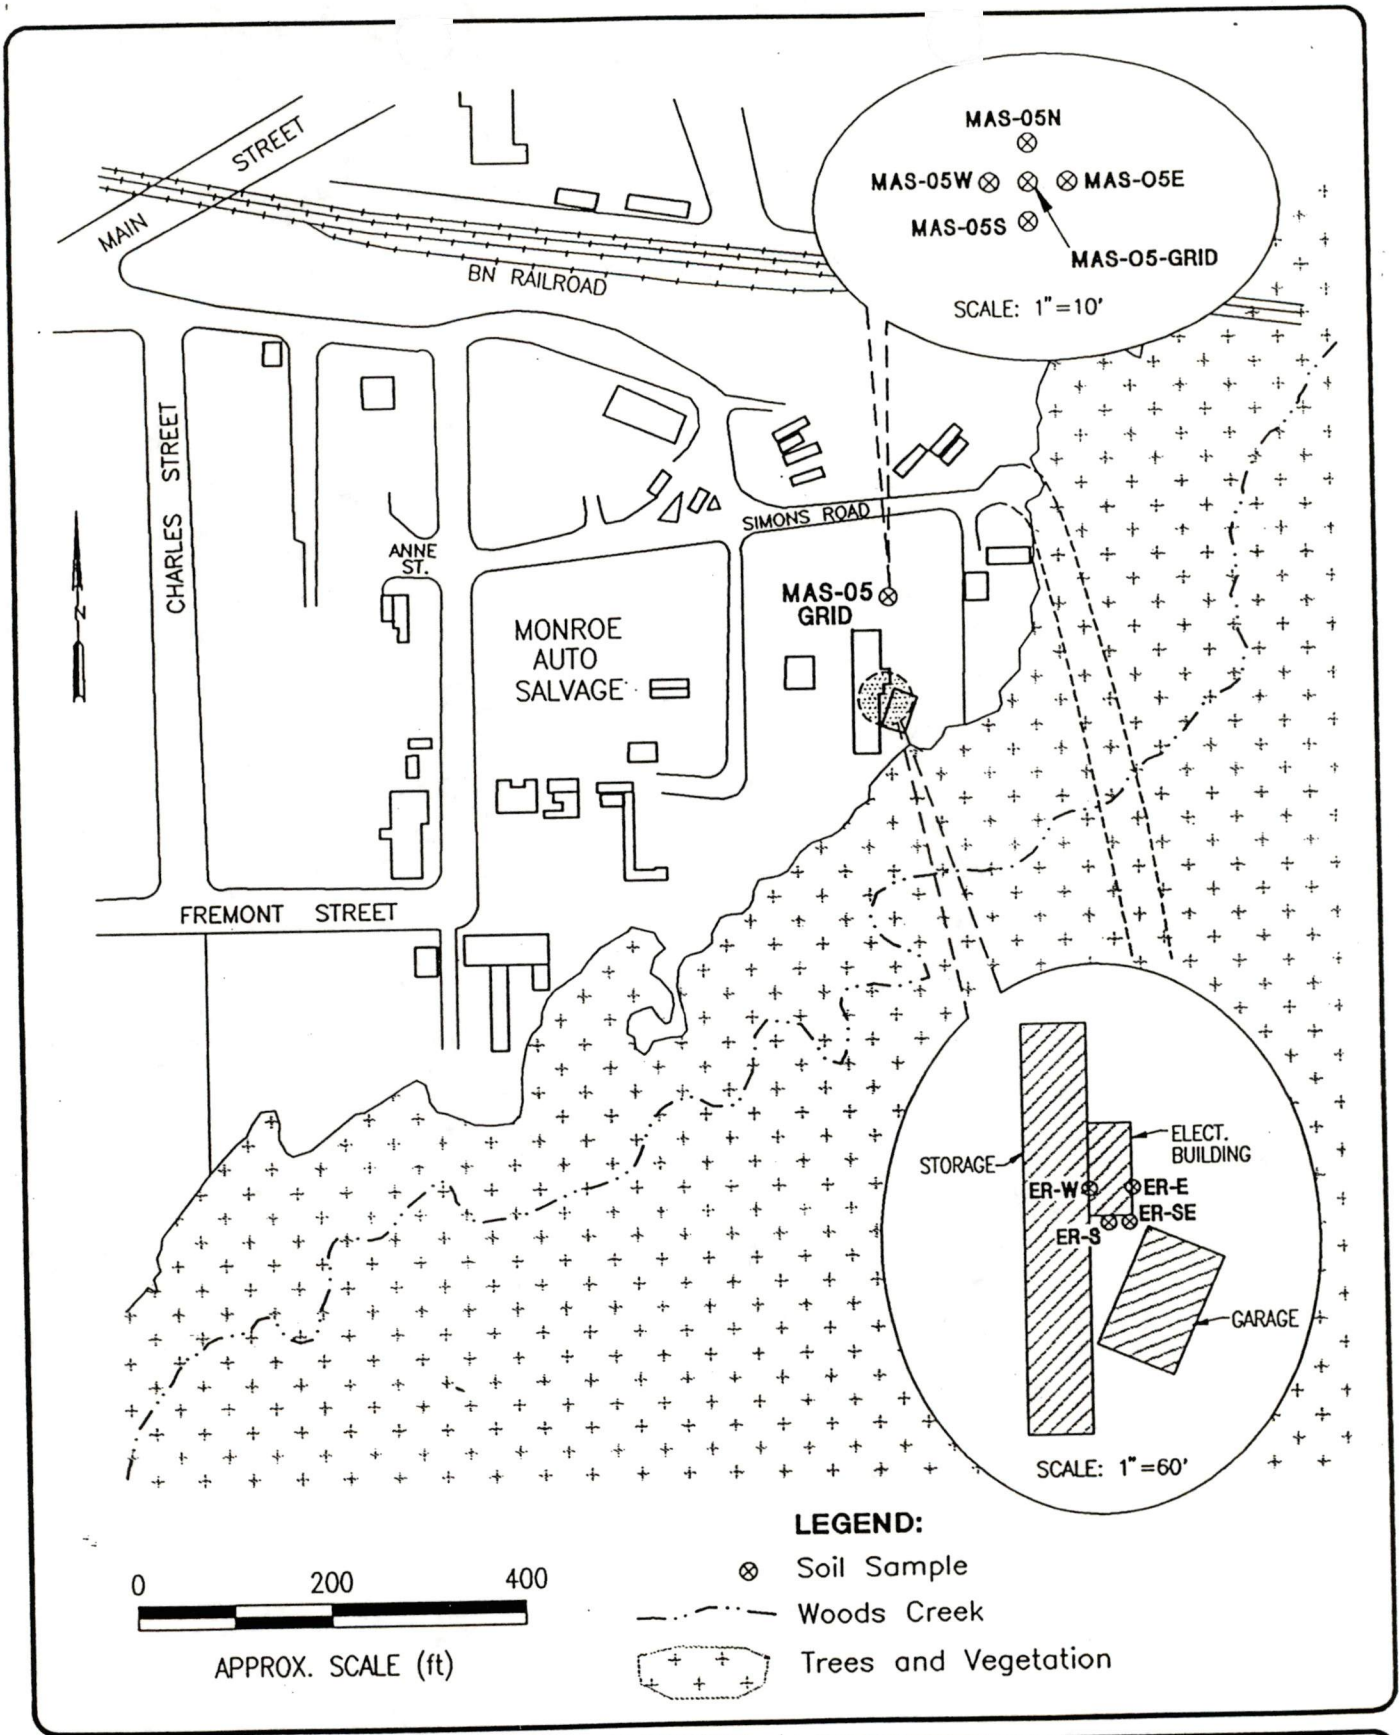 MAS-05N
MAS-05W
MAS-05E
MAS-05S
MAS-05-GRID
SCALE: 1"=10'
MAIN STREET
BN RAILROAD
CHARLES STREET
SIMONS ROAD
ANNE
ST.
N
MAS-05
GRID
MONROE
AUTO
SALVAGE
FREMONT STREET
STORAGE
ELECT.
BUILDING
ER-W
ER-E
ER-SE
ER-S
GARAGE
SCALE: 1"=60'
LEGEND:
Soil Sample
Woods Creek
Trees and Vegetation
0 200 400
APPROX. SCALE (ft)